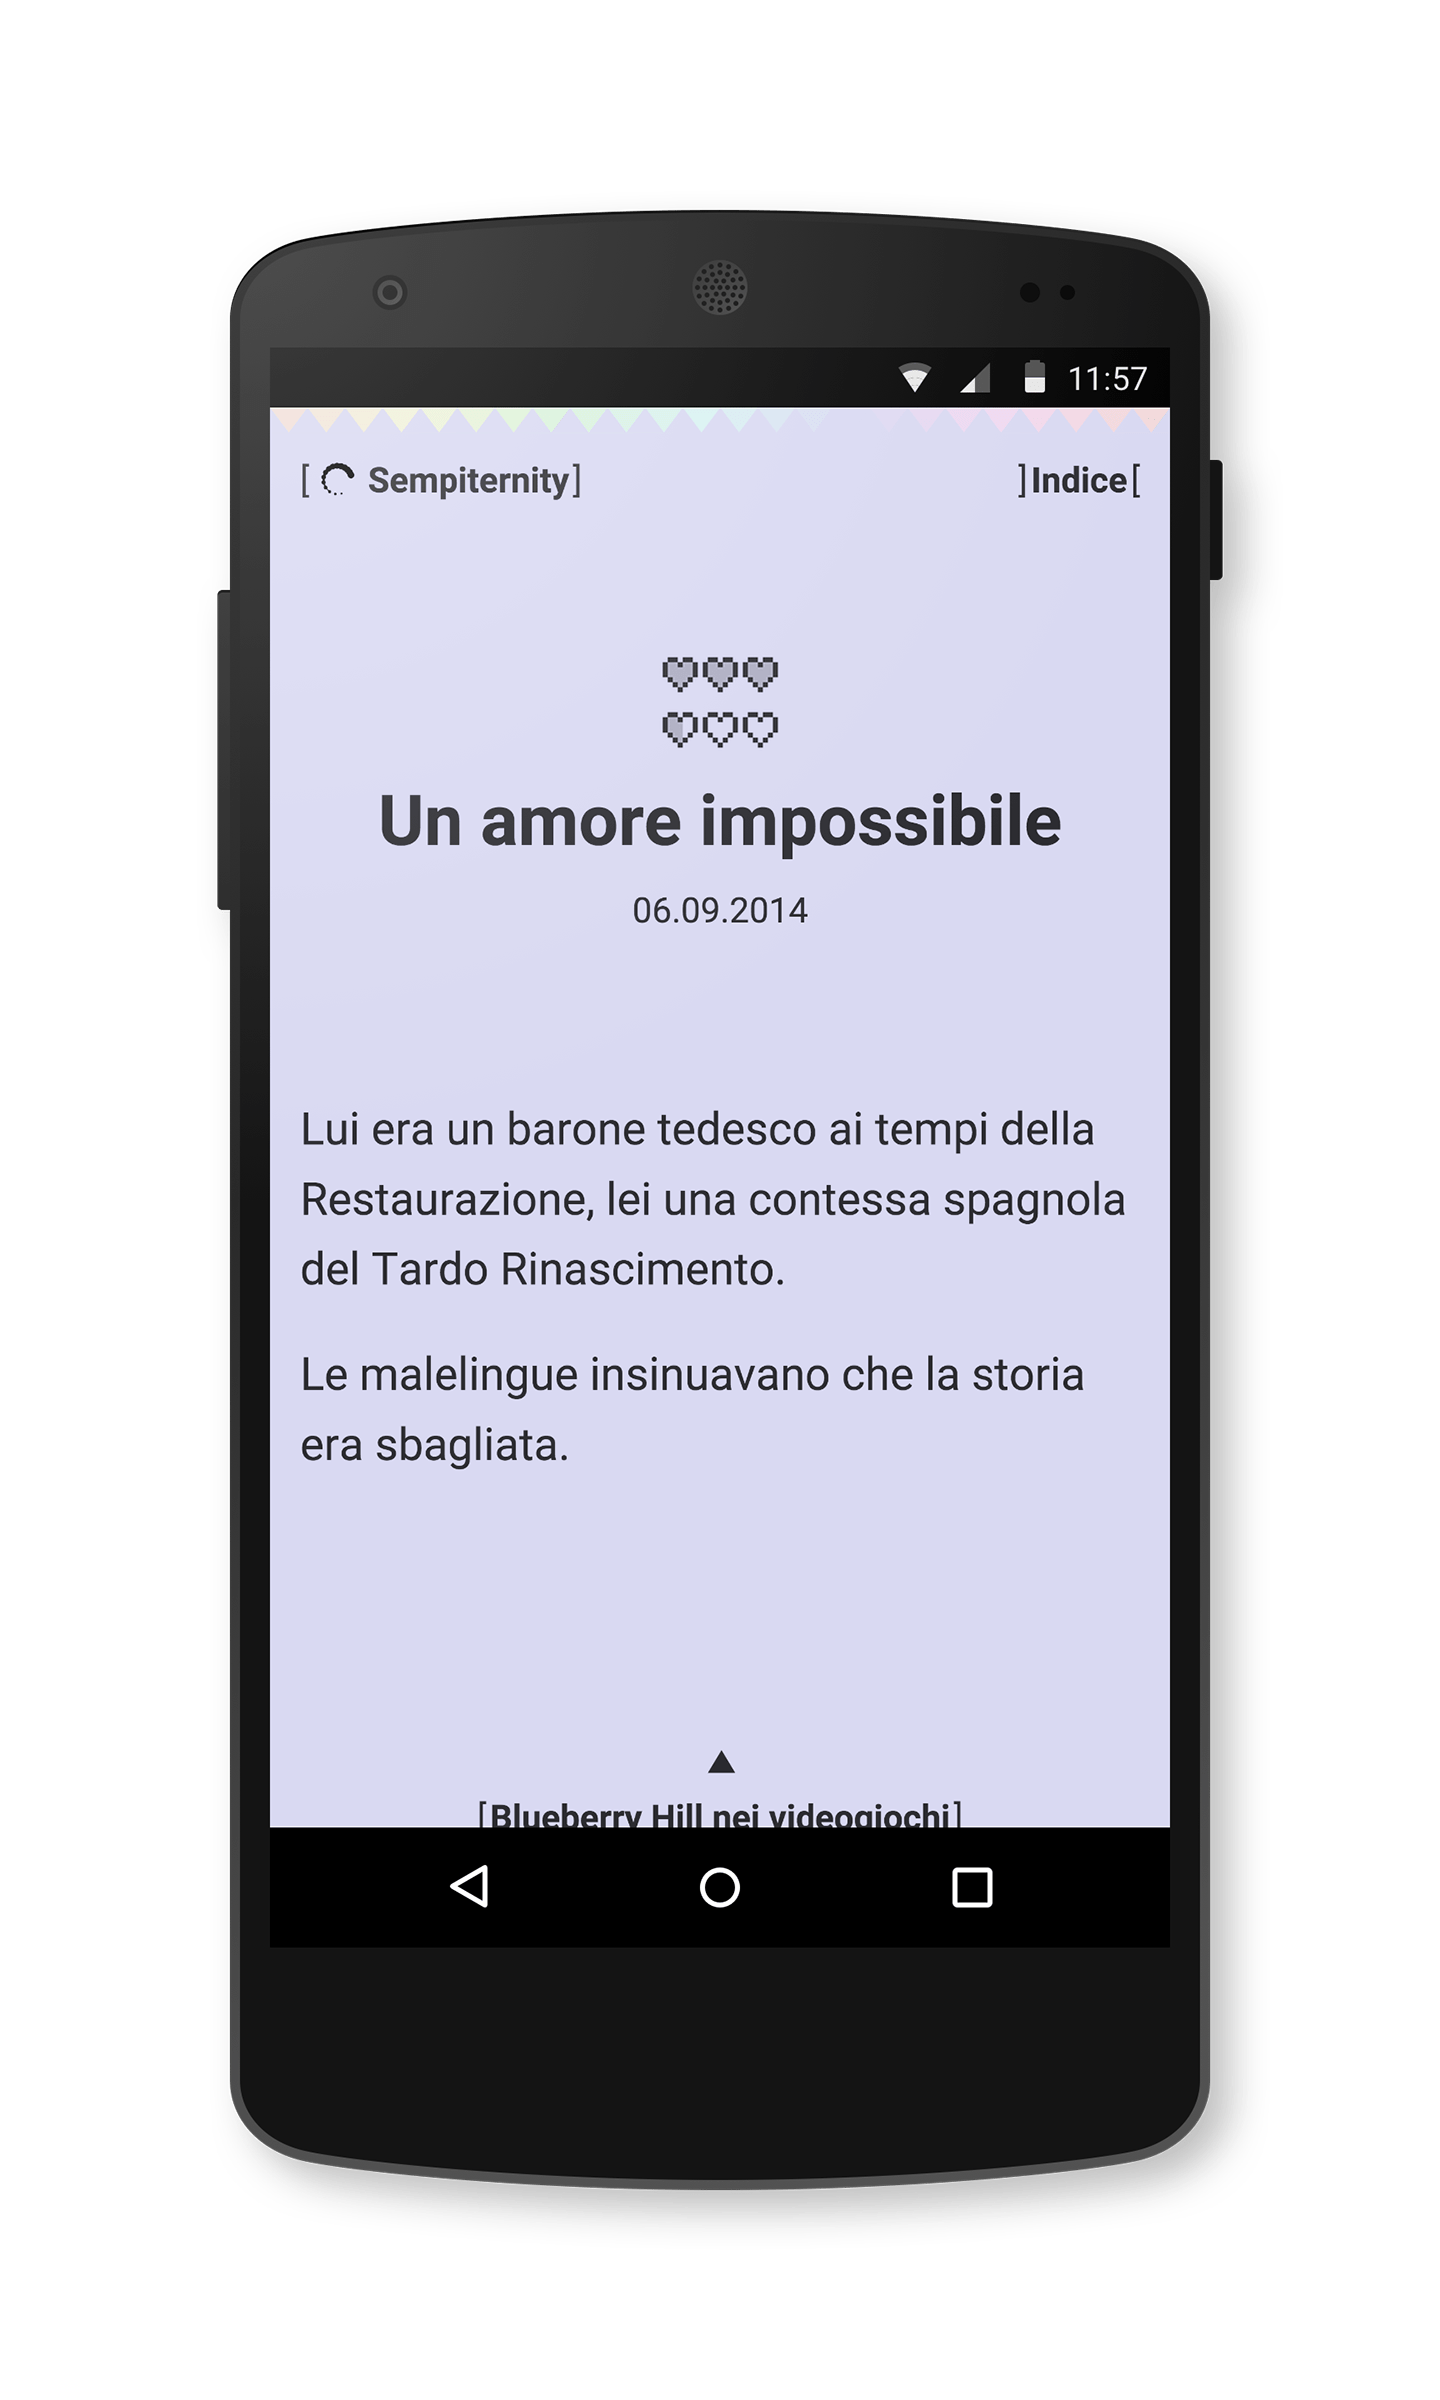 11:57
[ Sempiternity] ]Indice[
Un amore impossibile
06.09.2014
Lui era un barone tedesco ai tempi della
Restaurazione, lei una contessa spagnola
del Tardo Rinascimento.
Le malelingue insinuavano che la storia
era sbagliata.
[Blueberry Hill nei videogiochi]